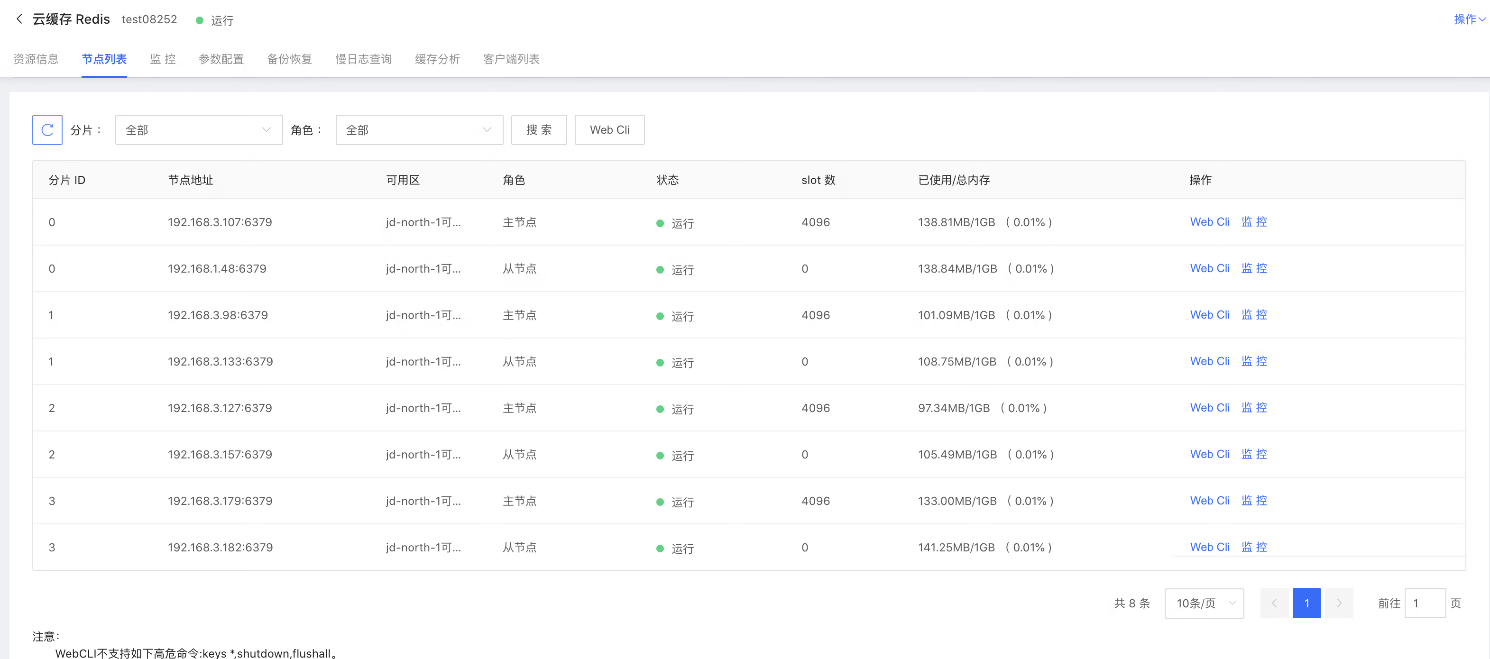 云缓存 Redis test08252 运行 操作
资源信息 节点列表 监 控 参数配置 备份恢复 慢日志查询 缓存分析 客户端列表
分片： 全部 角色： 全部 搜 索 Web Cli
分片 ID 节点地址 可用区 角色 状态 slot 数 已使用/总内存 操作
0 192.168.3.107:6379 jd-north-1可... 主节点 运行 4096 138.81MB/1GB （ 0.01% ) Web Cli 监 控
0 192.168.1.48:6379 jd-north-1可... 从节点 运行 0 138.84MB/1GB （ 0.01% ) Web Cli 监 控
1 192.168.3.98:6379 jd-north-1可... 主节点 运行 4096 101.09MB/1GB （ 0.01% ) Web Cli 监 控
1 192.168.3.133:6379 jd-north-1可... 从节点 运行 0 108.75MB/1GB （ 0.01% ) Web Cli 监 控
2 192.168.3.127:6379 jd-north-1可... 主节点 运行 4096 97.34MB/1GB （ 0.01% ) Web Cli 监 控
2 192.168.3.157:6379 jd-north-1可... 从节点 运行 0 105.49MB/1GB （ 0.01% ) Web Cli 监 控
3 192.168.3.179:6379 jd-north-1可... 主节点 运行 4096 133.00MB/1GB （ 0.01% ) Web Cli 监 控
3 192.168.3.182:6379 jd-north-1可... 从节点 运行 0 141.25MB/1GB （ 0.01% ) Web Cli 监 控
共 8 条 10条/页 1 前往 1 页
注意：
WebCLI不支持如下高危命令:keys *,shutdown,flushall。